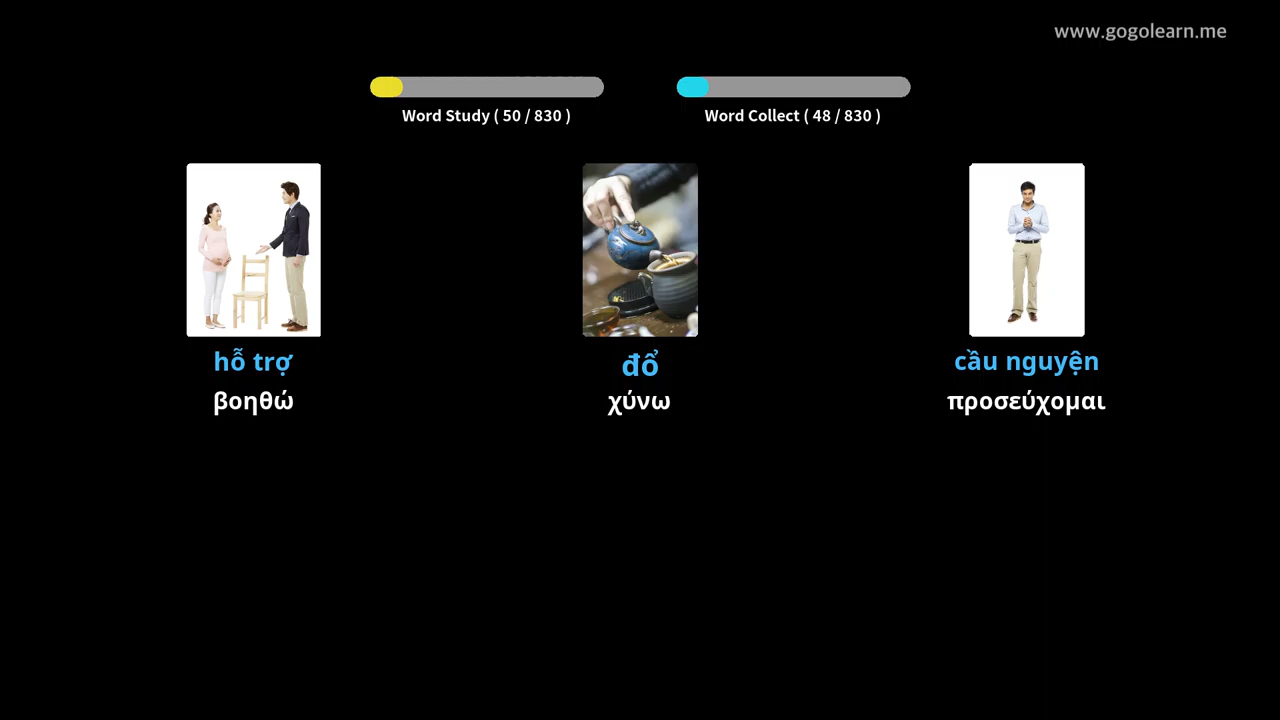 www.gogolearn.me
Word Study ( 50 / 830 )
Word Collect ( 48 / 830 )
hỗ trợ
đổ
cầu nguyện
βοηθώ
χύνω
προσεύχομαι